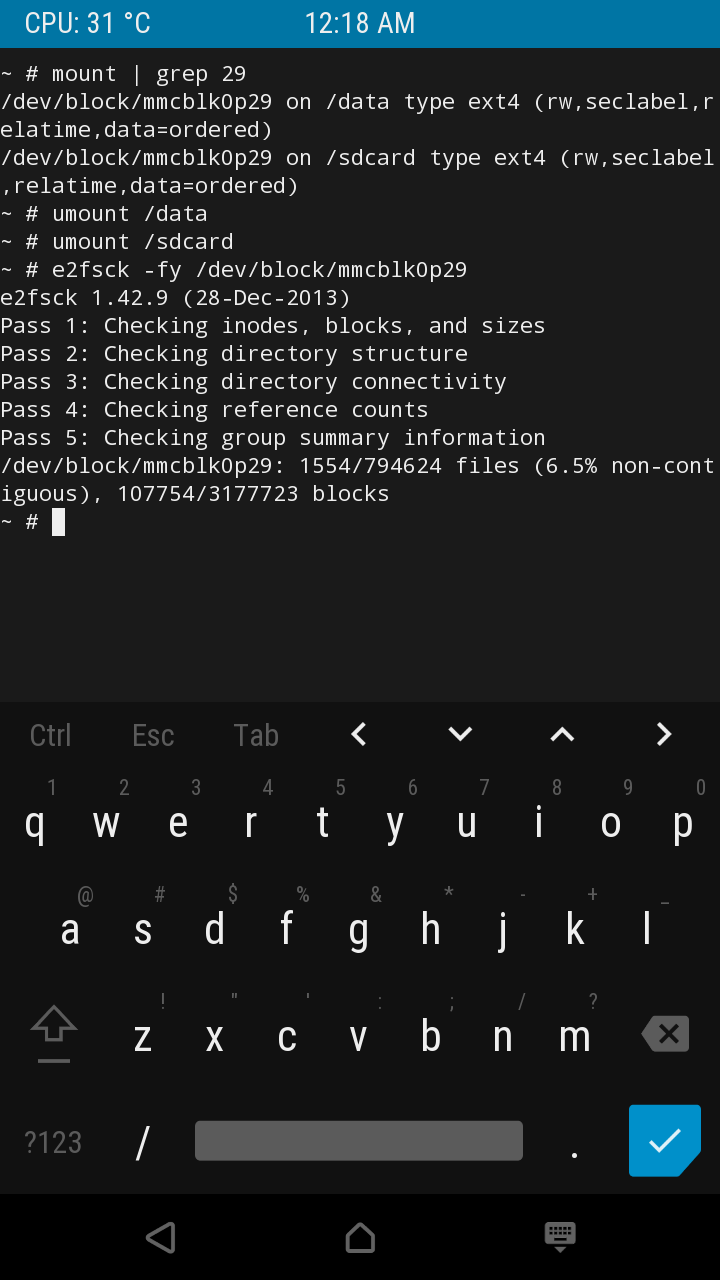 CPU: 31 °C 12:18 AM
~ # mount | grep 29
/dev/block/mmcblk0p29 on /data type ext4 (rw,seclabel,r
elatime,data=ordered)
/dev/block/mmcblk0p29 on /sdcard type ext4 (rw,seclabel
,relatime,data=ordered)
~ # umount /data
~ # umount /sdcard
~ # e2fsck -fy /dev/block/mmcblk0p29
e2fsck 1.42.9 (28-Dec-2013)
Pass 1: Checking inodes, blocks, and sizes
Pass 2: Checking directory structure
Pass 3: Checking directory connectivity
Pass 4: Checking reference counts
Pass 5: Checking group summary information
/dev/block/mmcblk0p29: 1554/794624 files (6.5% non-cont
iguous), 107754/3177723 blocks
~ #
Ctrl Esc Tab
1 2 3 4 5 6 7 8 9 0
q w e r t y u i o p
@ # $ % & * - + _
a s d f g h j k l
! " ' : ; / ?
z x c v b n m
?123 / .